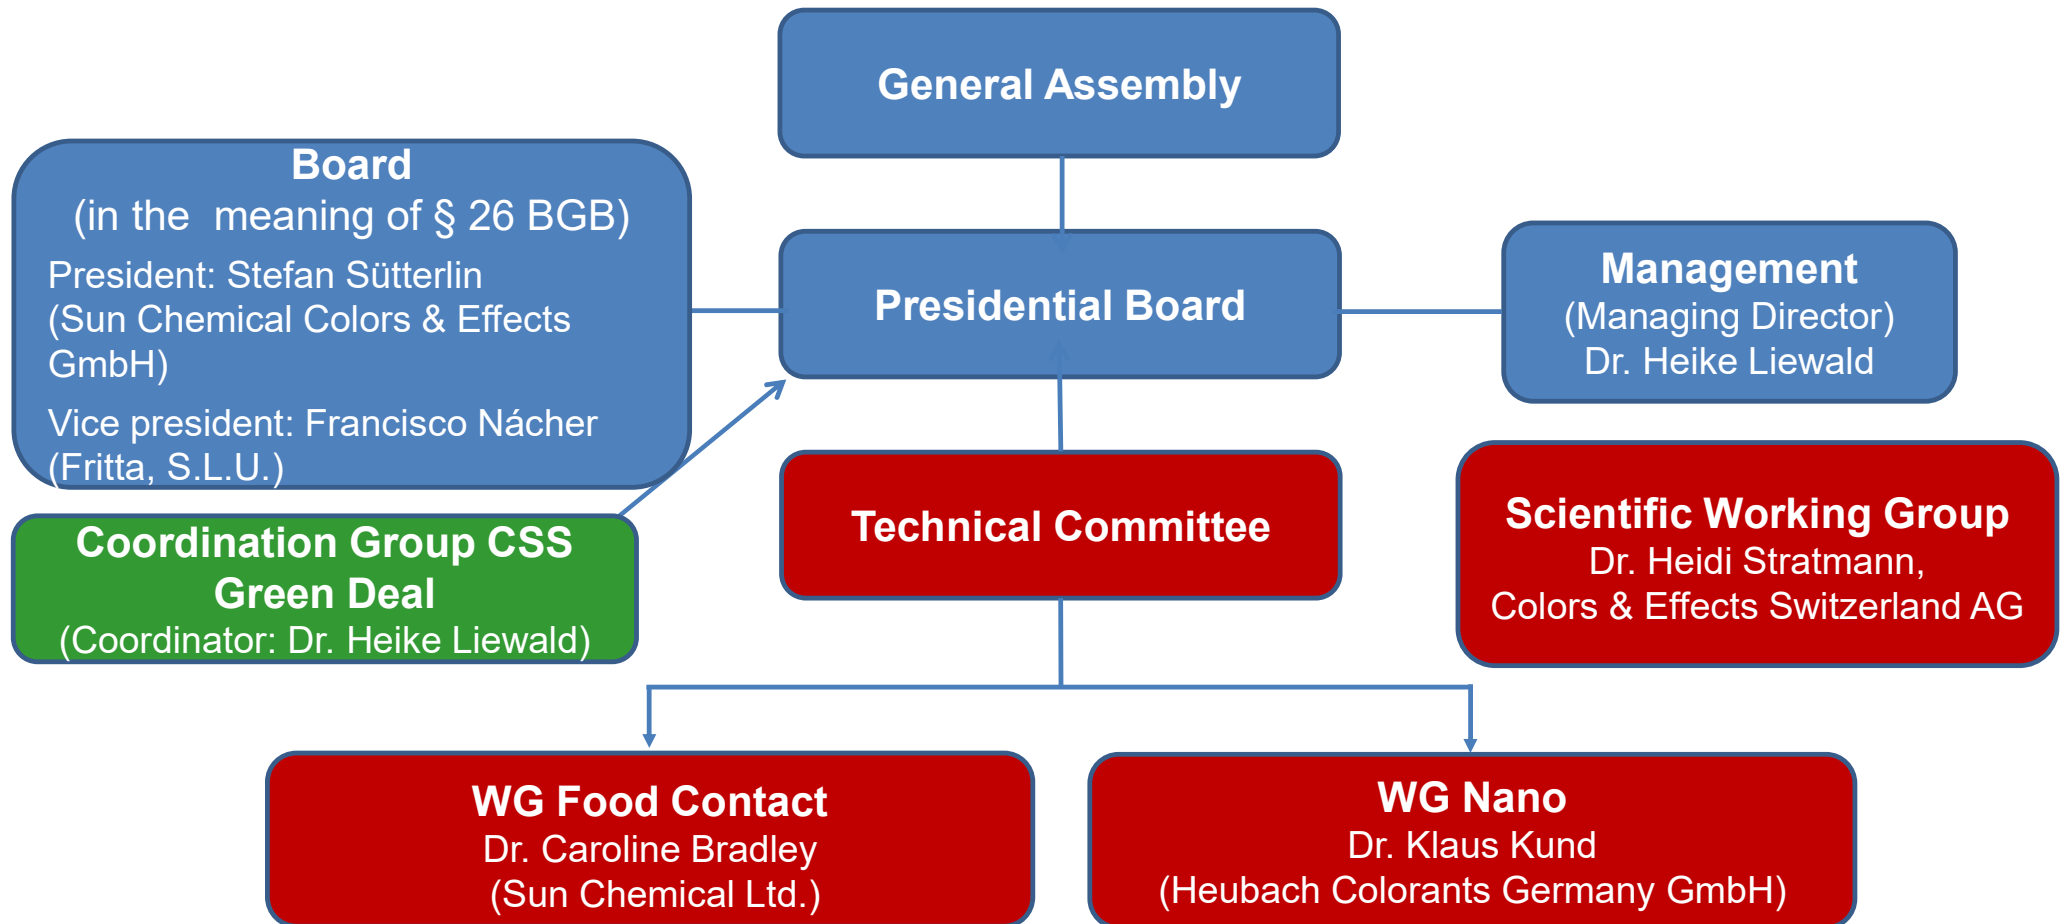 General Assembly
Board
(in the meaning of § 26 BGB)
President: Stefan Sütterlin
(Sun Chemical Colors & Effects
GmbH)
Vice president: Francisco Nácher
(Fritta, S.L.U.)
Presidential Board
Management
(Managing Director)
Dr. Heike Liewald
Coordination Group CSS
Green Deal
(Coordinator: Dr. Heike Liewald)
Technical Committee
Scientific Working Group
Dr. Heidi Stratmann,
Colors & Effects Switzerland AG
WG Food Contact
Dr. Caroline Bradley
(Sun Chemical Ltd.)
WG Nano
Dr. Klaus Kund
(Heubach Colorants Germany GmbH)